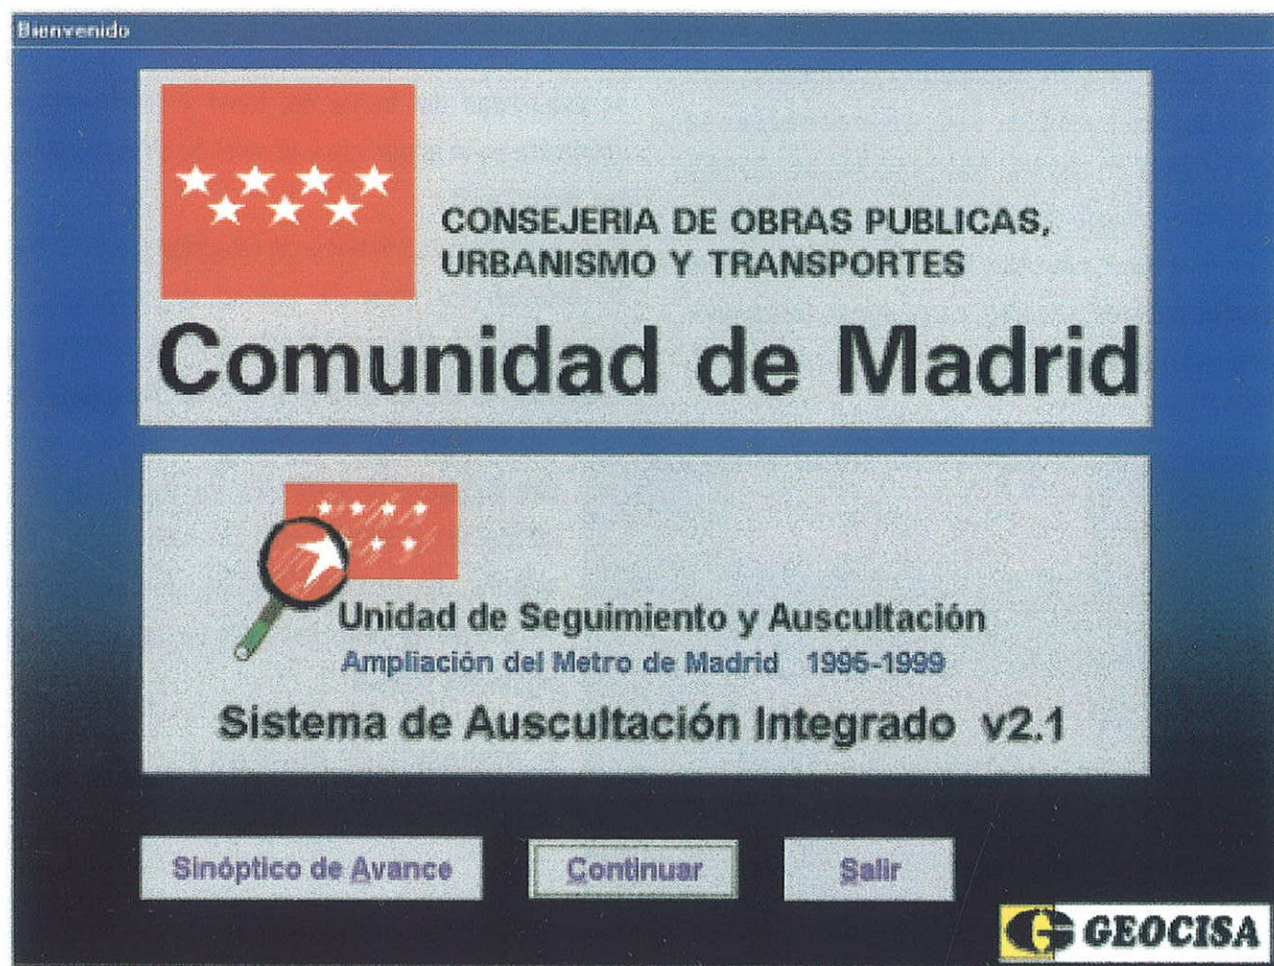 Bienvenido
CONSEJERIA DE OBRAS PUBLICAS,
URBANISMO Y TRANSPORTES
Comunidad de Madrid
Unidad de Seguimiento y Auscultación
Ampliación del Metro de Madrid 1995-1999
Sistema de Auscultación Integrado v2.1
Sinóptico de Avance
Continuar
Salir
GEOCISA